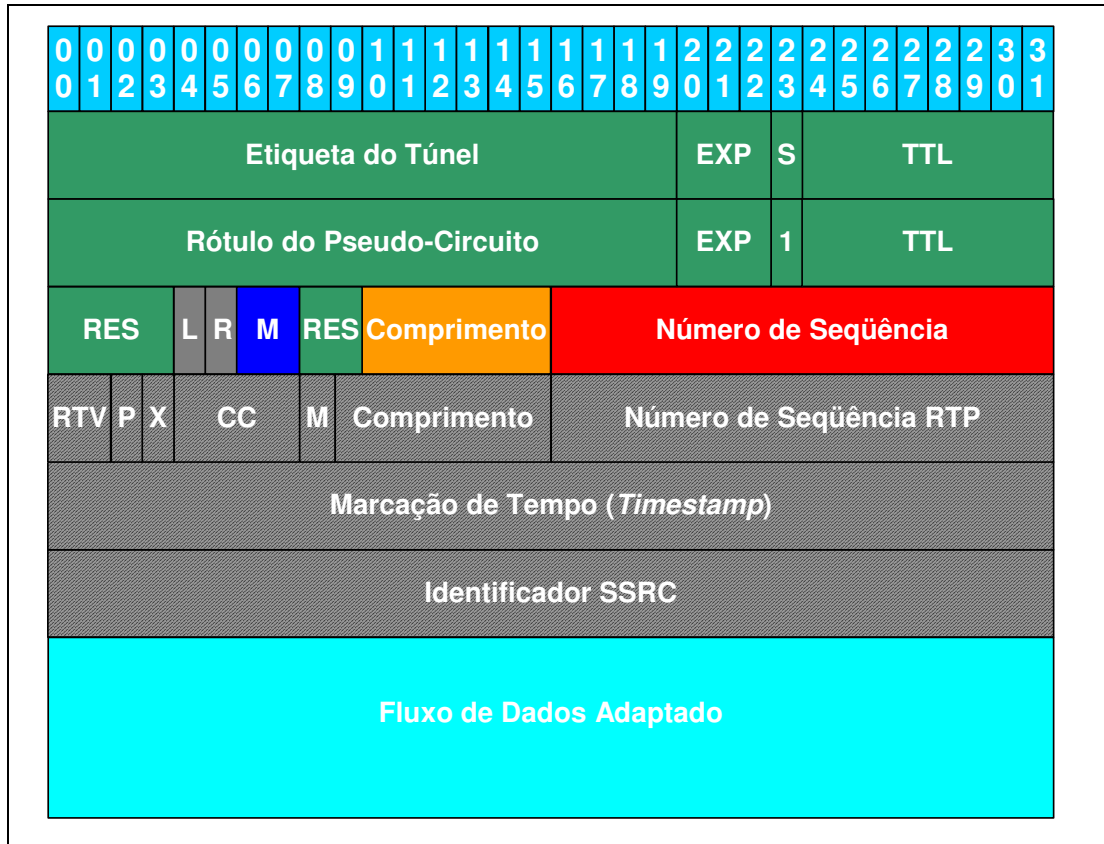 0 0 0 0 0 0 0 0 0 0 1 1 1 1 1 1 1 1 1 1 2 2 2 2 2 2 2 2 2 2 3 3
0 1 2 3 4 5 6 7 8 9 0 1 2 3 4 5 6 7 8 9 0 1 2 3 4 5 6 7 8 9 0 1
Etiqueta do Túnel EXP S TTL
Rótulo do Pseudo-Circuito EXP 1 TTL
RES L R M RES Comprimento Número de Seqüência
RTV P X CC M Comprimento Número de Seqüência RTP
Marcação de Tempo (Timestamp)
Identificador SSRC
Fluxo de Dados Adaptado